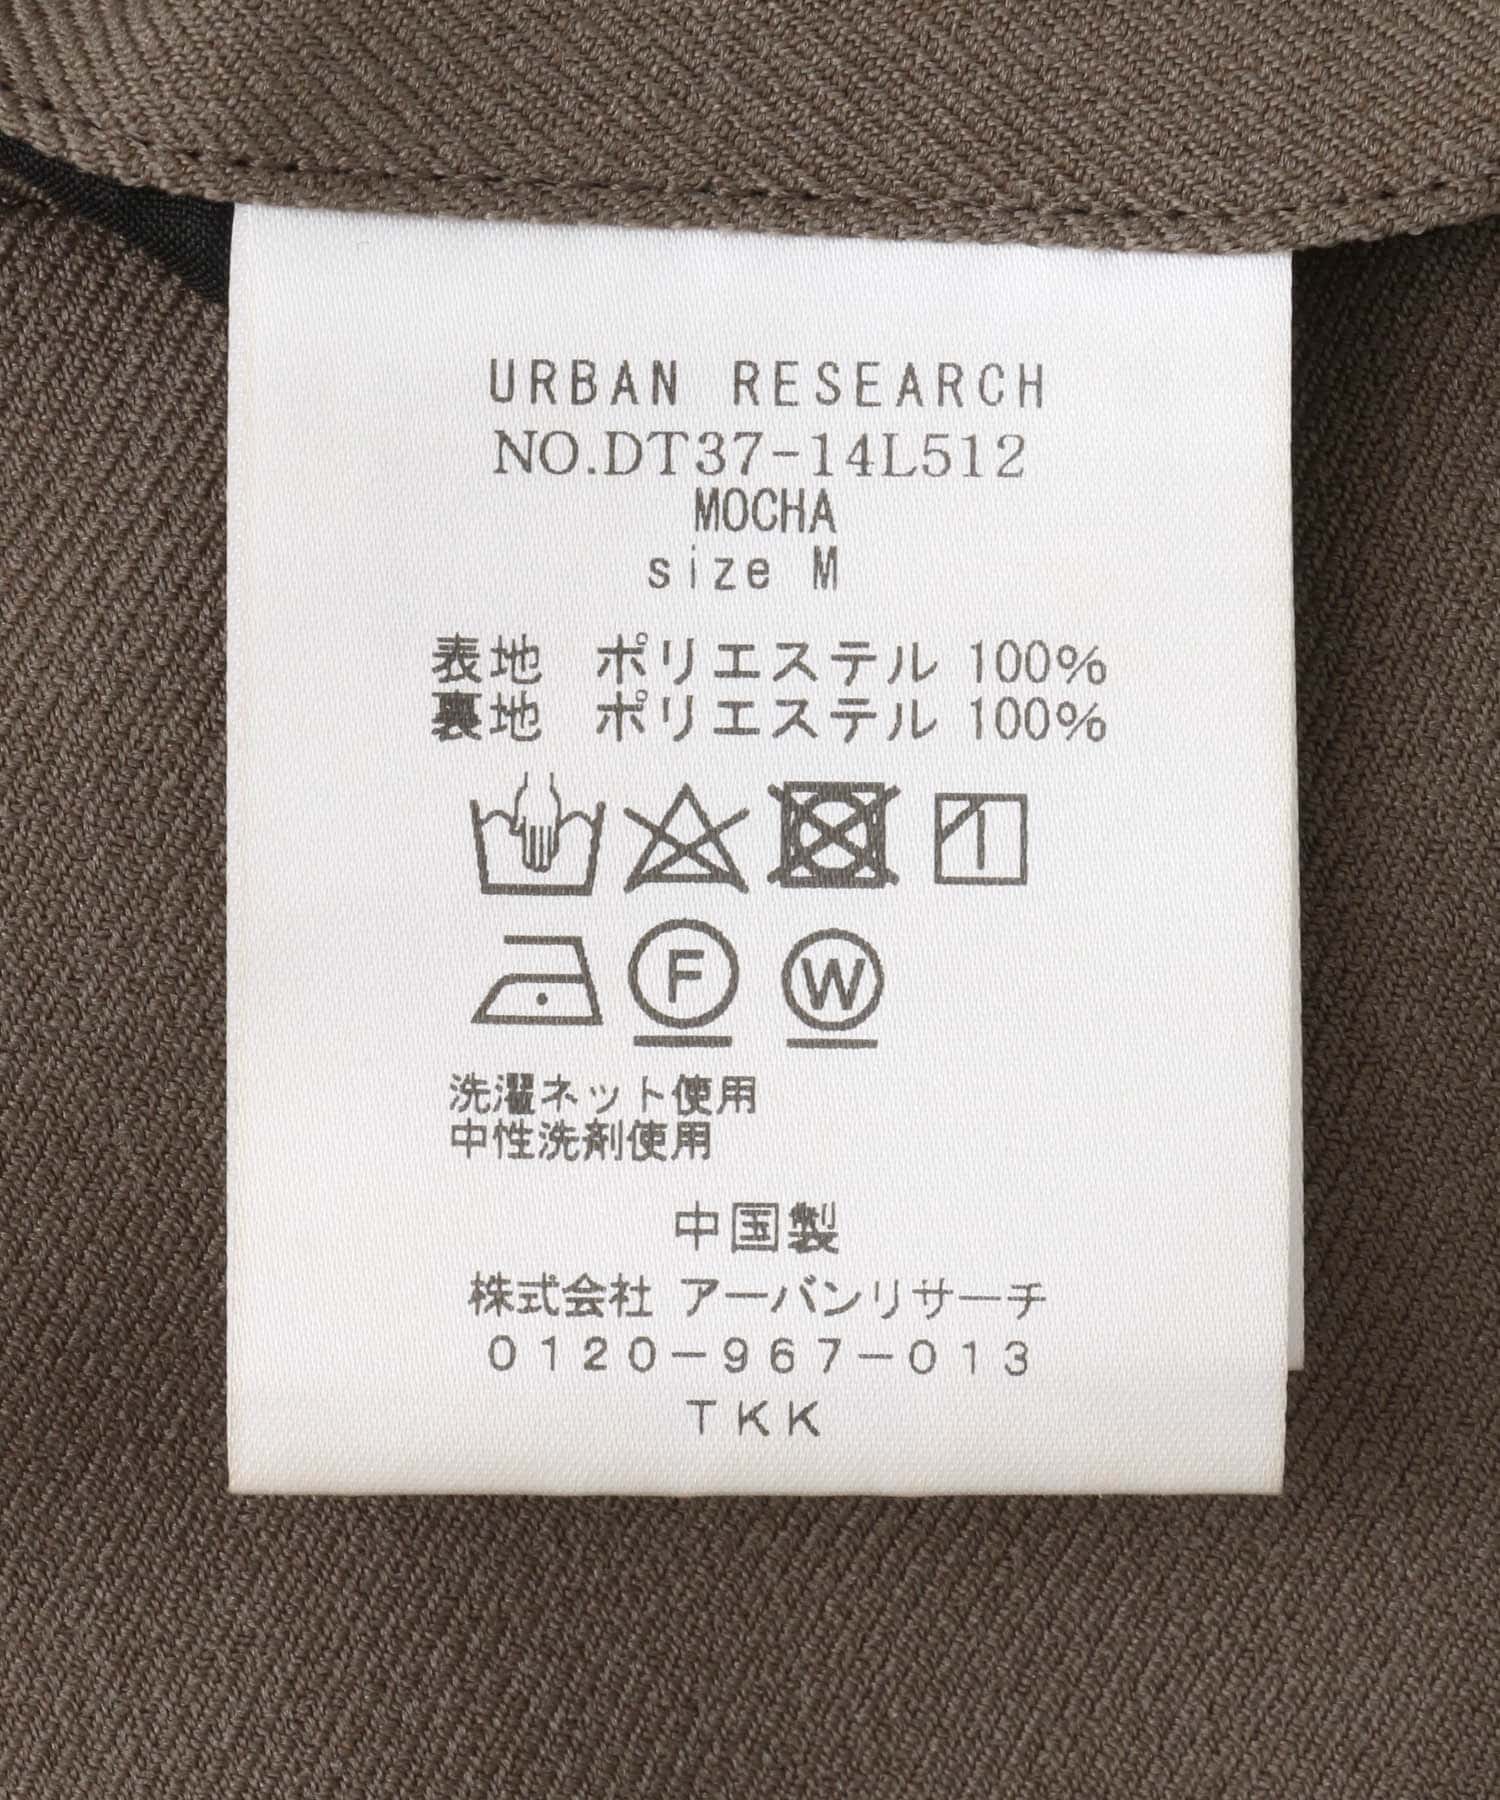 URBAN RESEARCH
NO.DT37-14L512
MOCHA
size M
表地 ポリエステル 100%
裏地 ポリエステル 100%
F W
洗濯ネット使用
中性洗剤使用
中国製
株式会社 アーバンリサーチ
0120-967-013
TKK